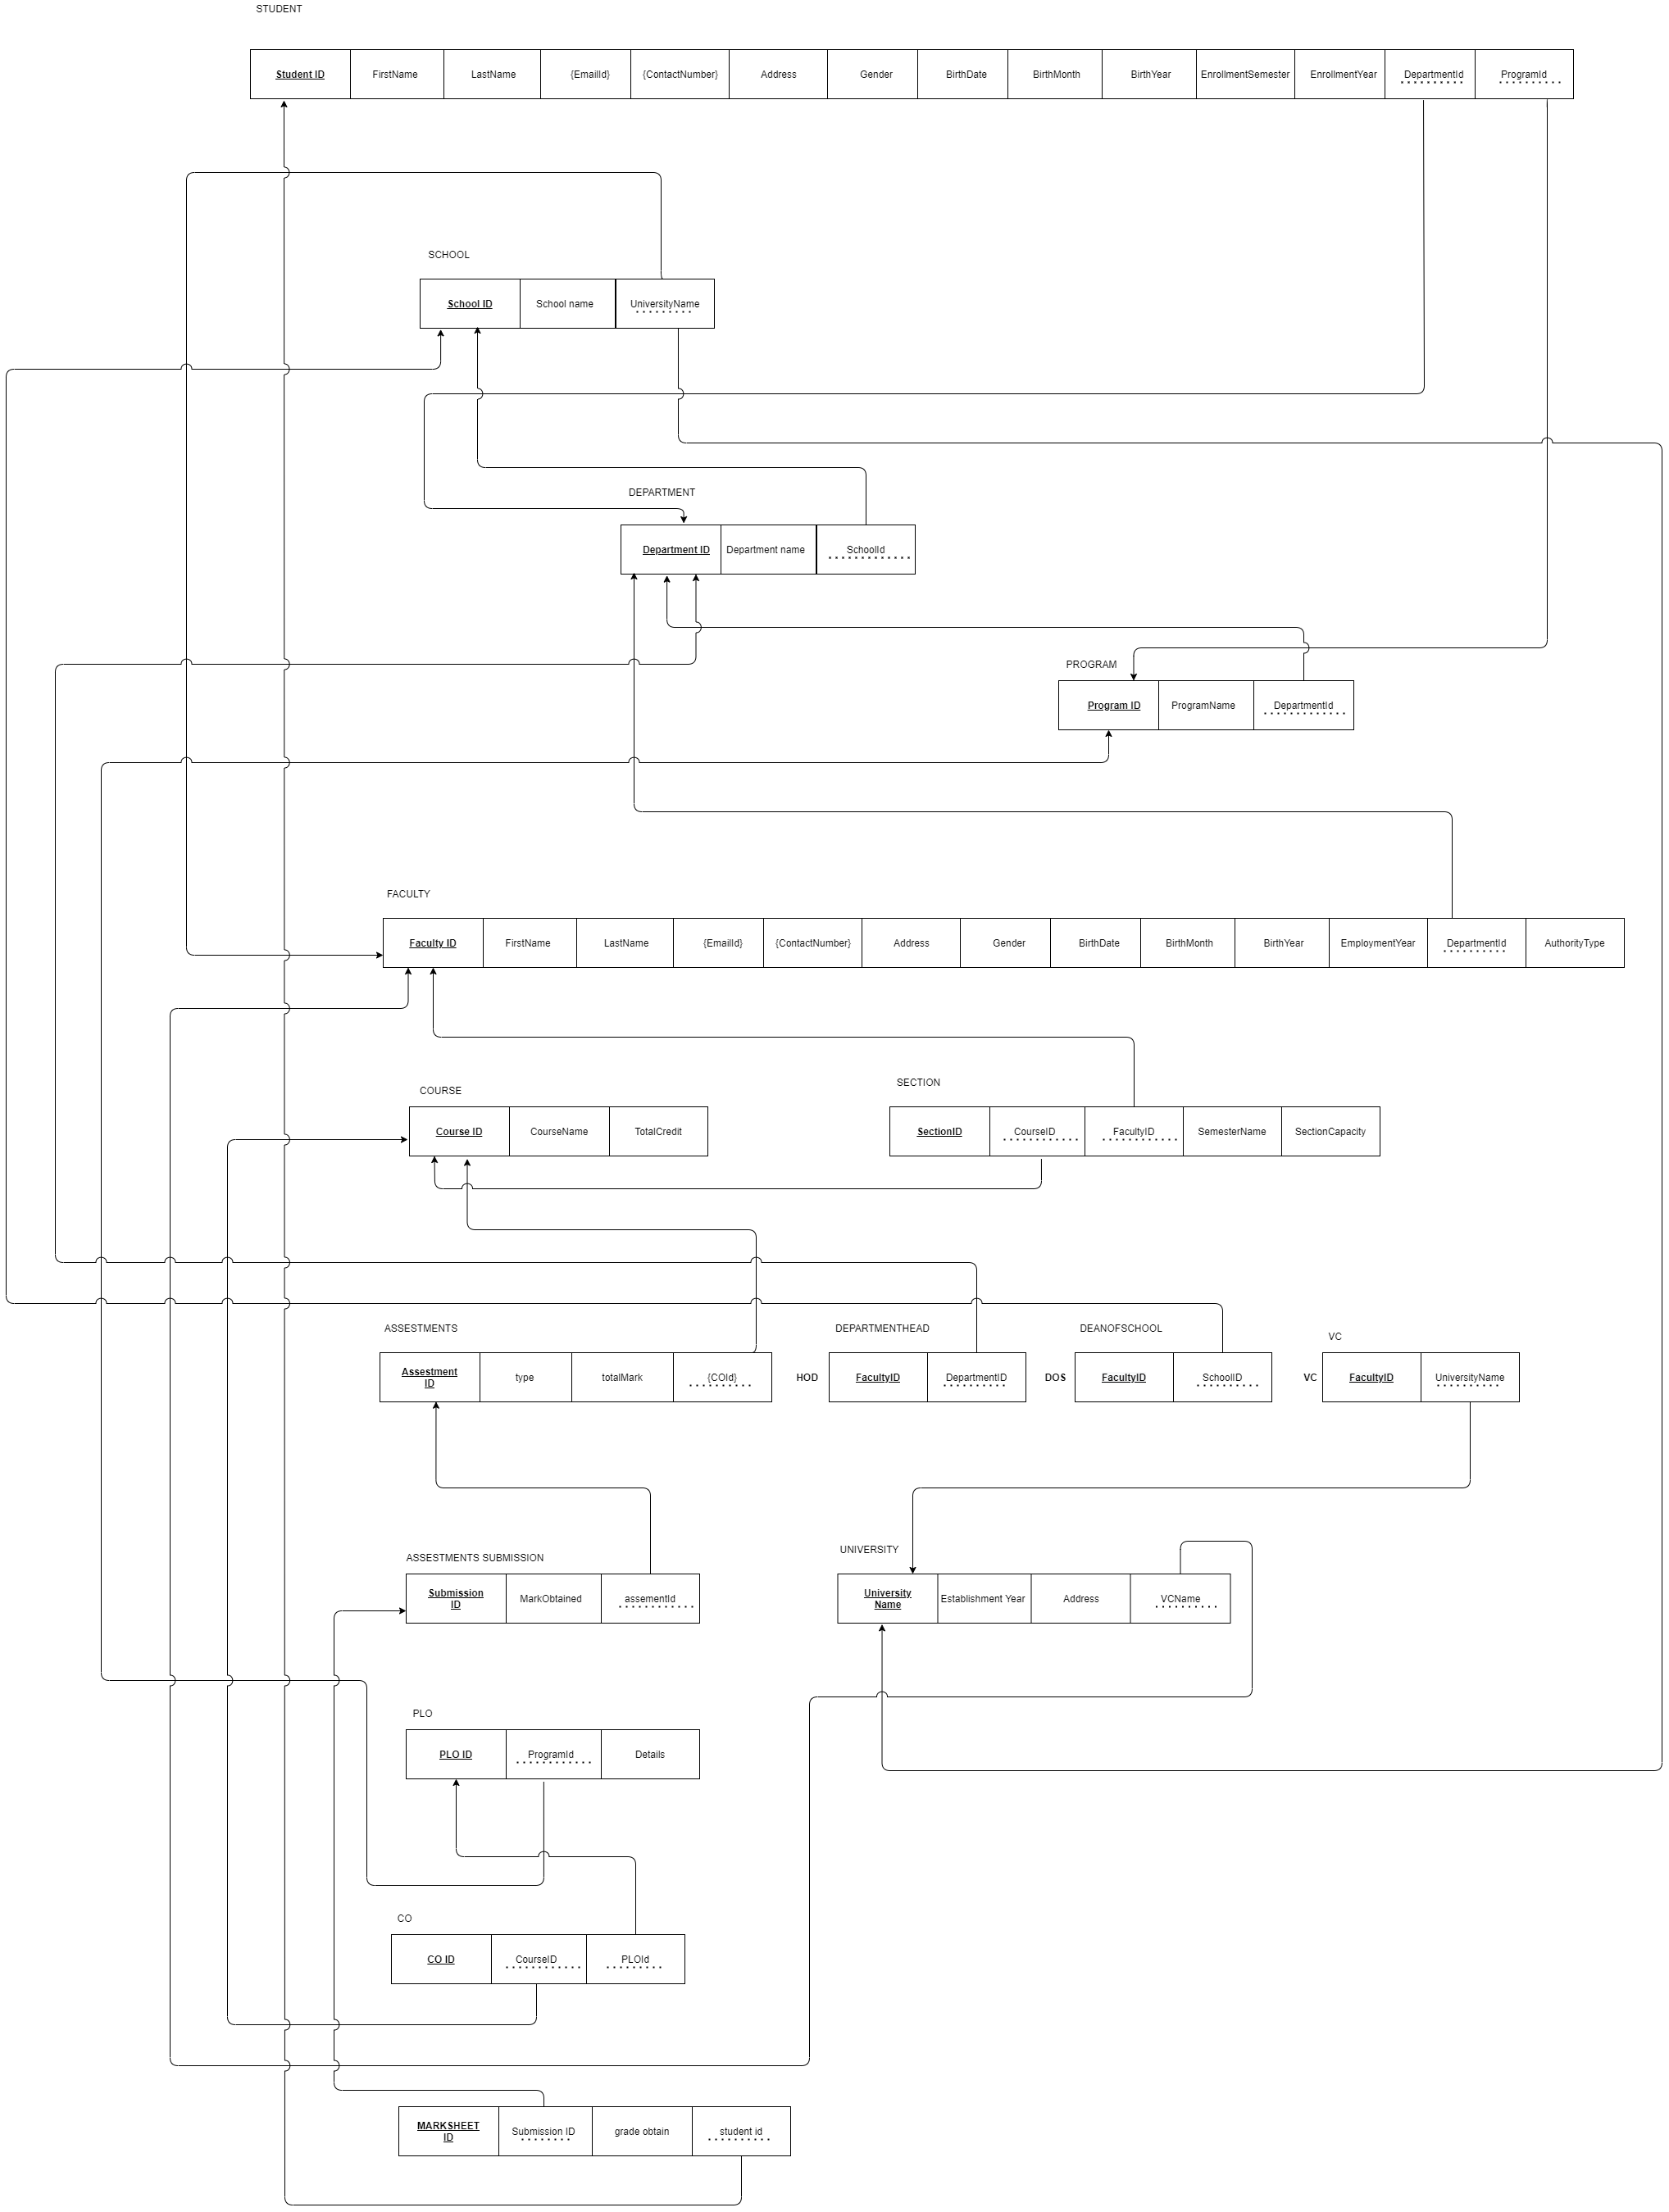 STUDENT
Student ID FirstName LastName {EmailId} {ContactNumber} Address Gender BirthDate BirthMonth BirthYear EnrollmentSemester EnrollmentYear DepartmentId ProgramId
SCHOOL
School ID School name UniversityName
DEPARTMENT
Department ID Department name SchoolId
PROGRAM
Program ID ProgramName DepartmentId
FACULTY
Faculty ID FirstName LastName {EmailId} {ContactNumber} Address Gender BirthDate BirthMonth BirthYear EmploymentYear DepartmentId AuthorityType
COURSE
Course ID CourseName TotalCredit
SECTION
SectionID CourseID FacultyID SemesterName SectionCapacity
ASSESTMENTS
Assestment
ID
type totalMark {COId}
DEPARTMENTHEAD
HOD FacultyID DepartmentID
DEANOFSCHOOL
DOS FacultyID SchoolID
VC
VC FacultyID UniversityName
ASSESTMENTS SUBMISSION
Submission
ID
MarkObtained assementId
UNIVERSITY
University
Name
Establishment Year Address VCName
PLO
PLO ID ProgramId Details
CO
CO ID CourseID PLOId
MARKSHEET
ID
Submission ID grade obtain student id